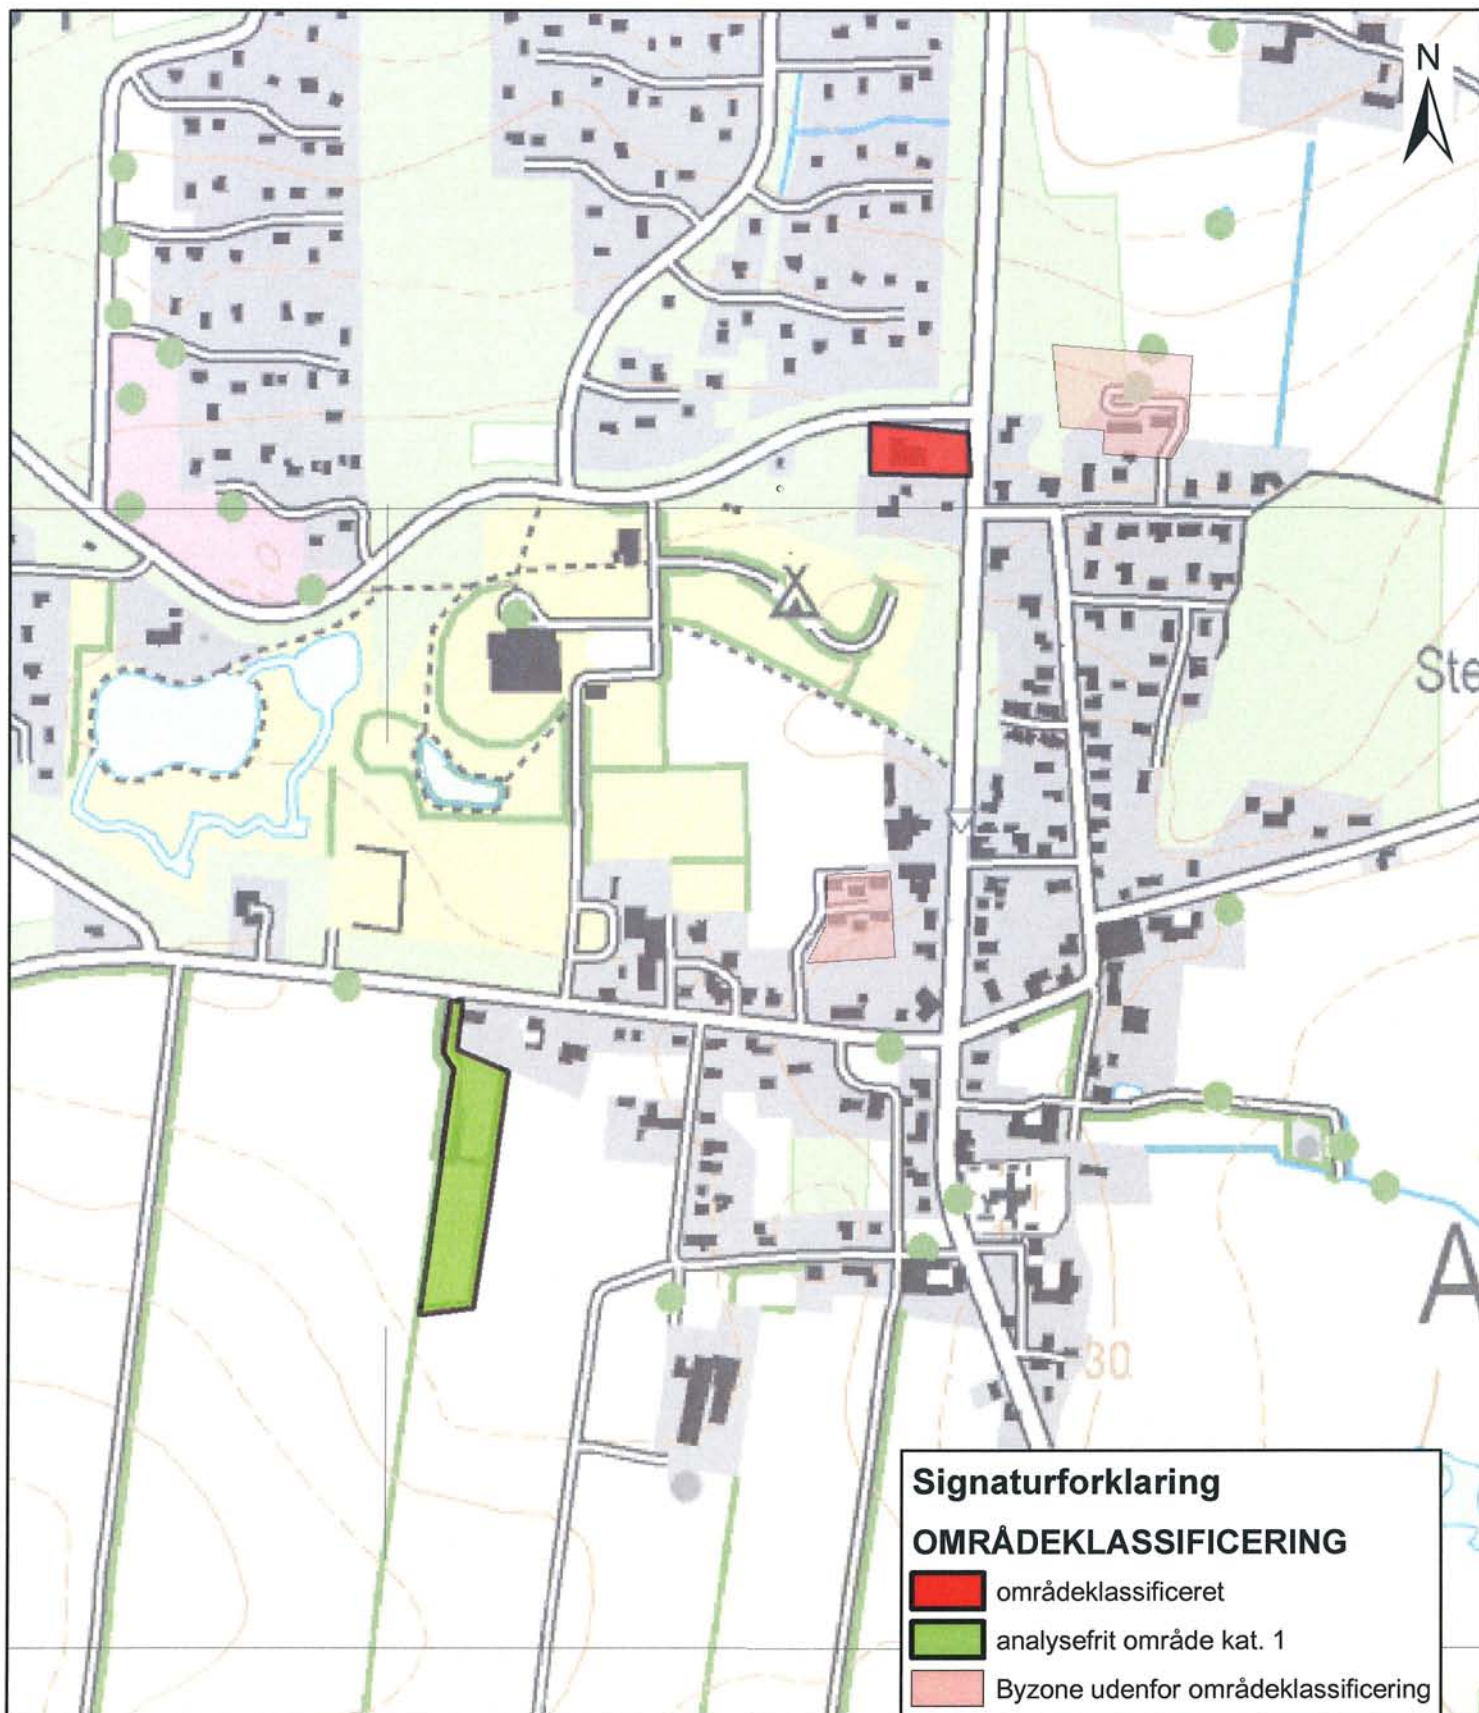 N
Ste
A
30
Signaturforklaring
OMRÅDEKLASSIFICERING
områdeklassificeret
analysefrit område kat. 1
Byzone udenfor områdeklassificering